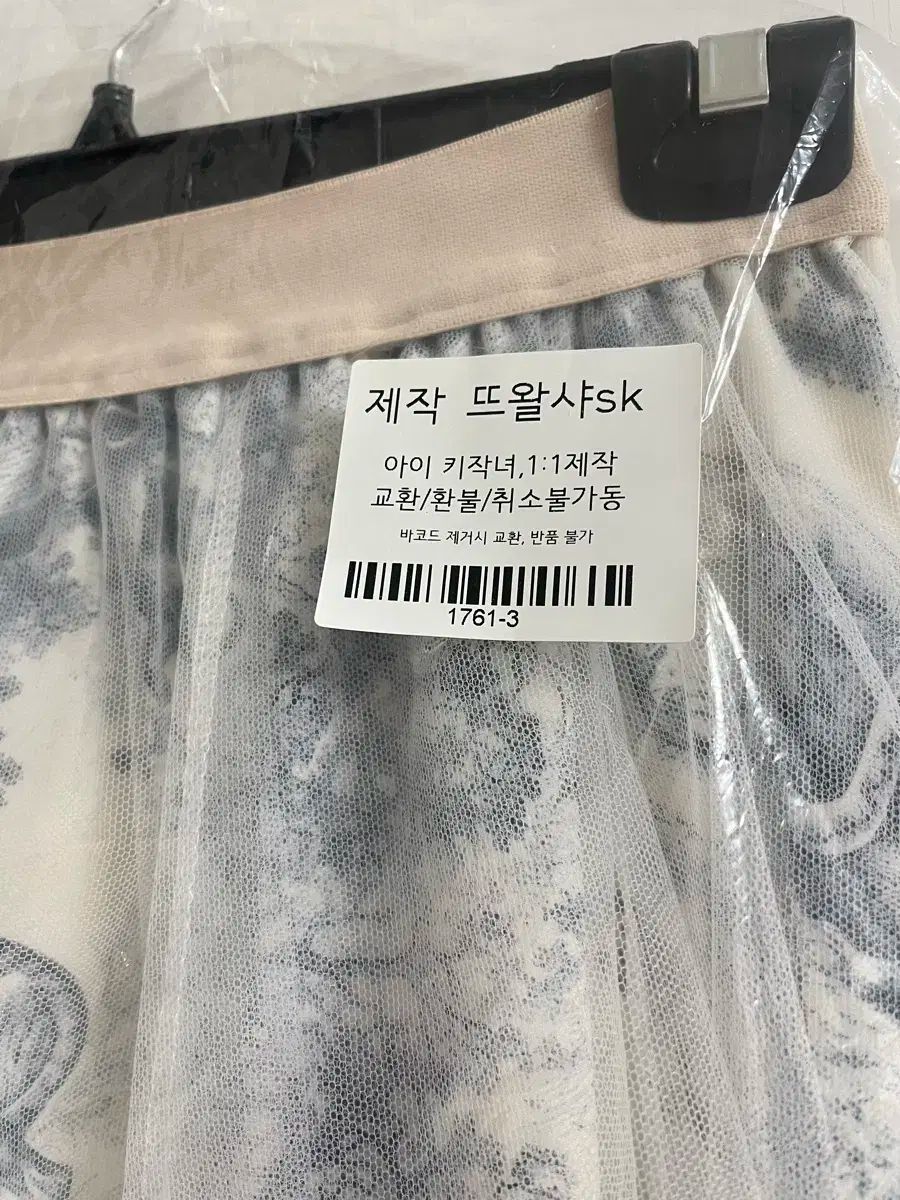 제작 뜨왈샤sk
아이 키작녀,1:1제작
교환/환불/취소불가동
바코드 제거시 교환, 반품 불가
1761-3